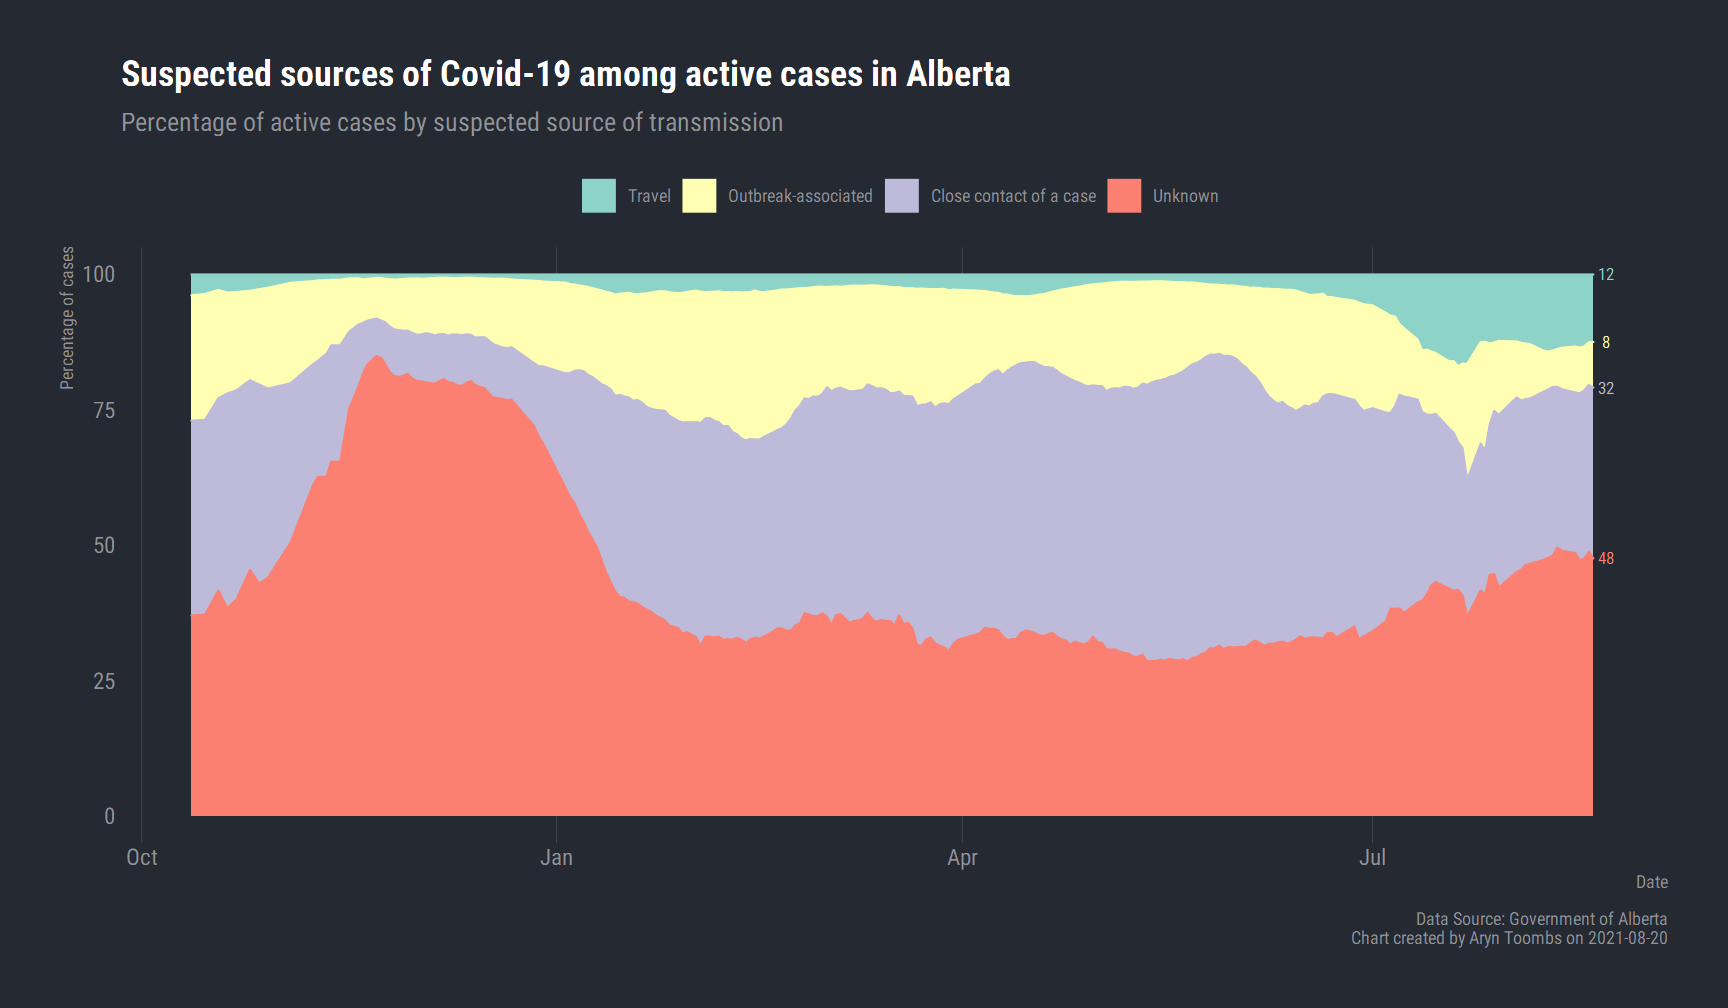 Suspected sources of Covid-19 among active cases in Alberta
Percentage of active cases by suspected source of transmission
Travel
Outbreak-associated
Close contact of a case
Unknown
Percentage of cases
100
75
50
25
0
12
8
32
48
Oct
Jan
Apr
Jul
Date
Data Source: Government of Alberta
Chart created by Aryn Toombs on 2021-08-20